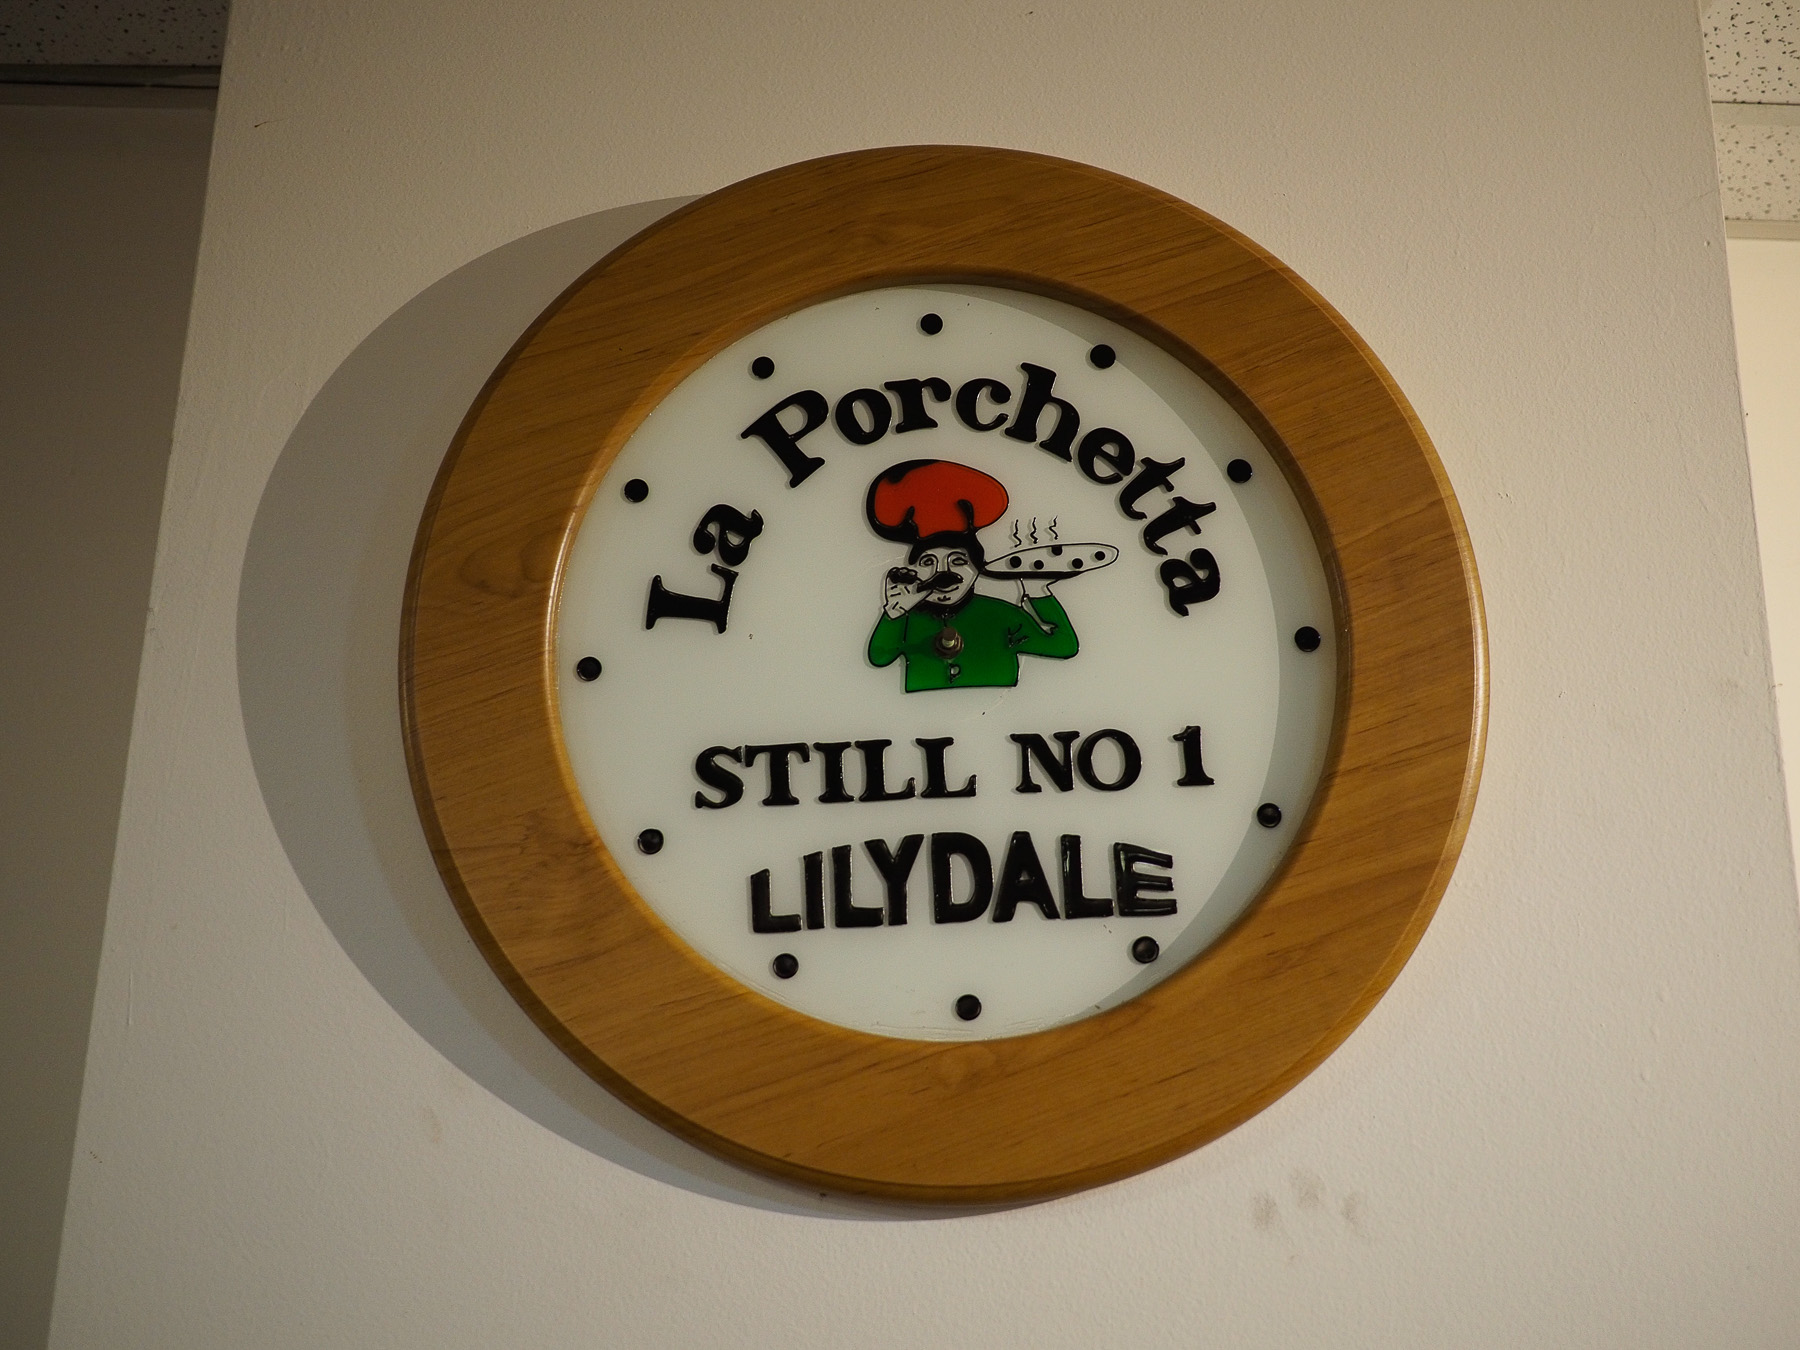 La Porchetta
STILL NO 1
LILYDALE